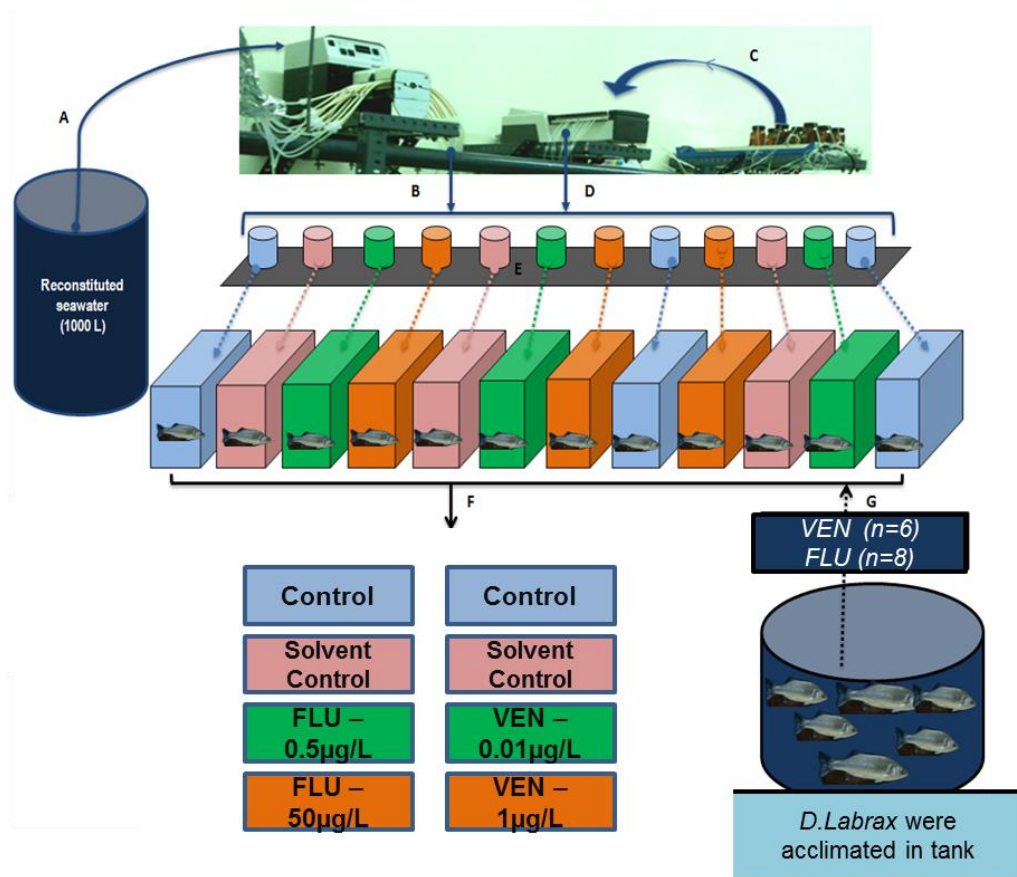 A
C
B
D
Reconstituted
seawater
(1000 L)
E
F
G
VEN (n=6)
FLU (n=8)
Control
Control
Solvent
Control
Solvent
Control
FLU –
0.5µg/L
VEN –
0.01µg/L
FLU –
50µg/L
VEN –
1µg/L
D.Labrax were
acclimated in tank